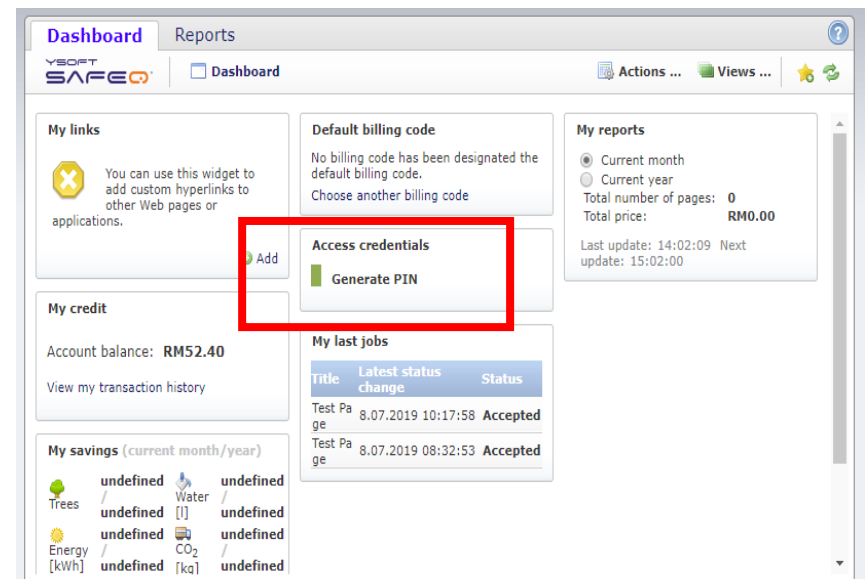 Dashboard Reports
YSOFT
SAFEQ
Dashboard
Actions ... Views ...
My links
You can use this widget to
add custom hyperlinks to
other Web pages or
applications.
Add
My credit
Account balance: RM52.40
View my transaction history
My savings (current month/year)
Trees undefined / undefined
Water [l] undefined / undefined
Energy [kWh] undefined / undefined
CO2 [kg] undefined / undefined
Default billing code
No billing code has been designated the
default billing code.
Choose another billing code
Access credentials
Generate PIN
My last jobs
Title Latest status change Status
Test Page 8.07.2019 10:17:58 Accepted
Test Page 8.07.2019 08:32:53 Accepted
My reports
Current month
Current year
Total number of pages: 0
Total price: RM0.00
Last update: 14:02:09 Next
update: 15:02:00